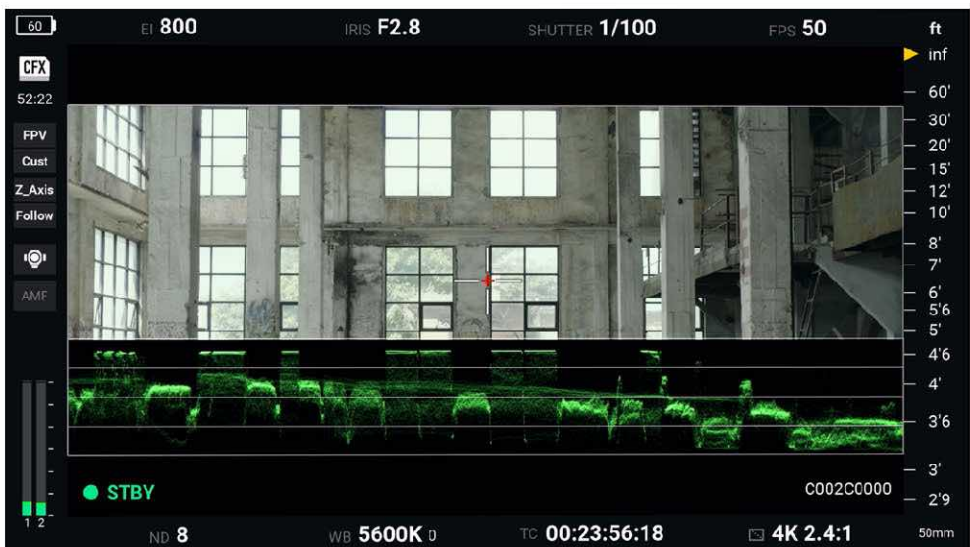 60
EI 800
IRIS F2.8
SHUTTER 1/100
FPS 50
ft
CFX
52:22
FPV
Cust
Z_Axis
Follow
AMF
1 2
inf
60'
30'
20'
15'
12'
10'
8'
7'
6'
5'6
5'
4'6
4'
3'6
3'
2'9
50mm
STBY
C002C0000
ND 8
WB 5600K 0
TC 00:23:56:18
4K 2.4:1